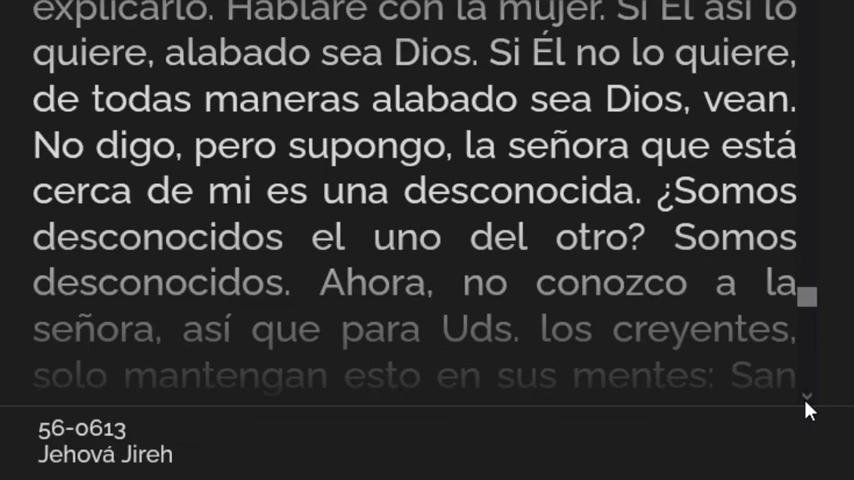 explicarlo. Hablaré con la mujer. Si Él así lo
quiere, alabado sea Dios. Si Él no lo quiere,
de todas maneras alabado sea Dios, vean.
No digo, pero supongo, la señora que está
cerca de mi es una desconocida. ¿Somos
desconocidos el uno del otro? Somos
desconocidos. Ahora, no conozco a la
señora, así que para Uds. los creyentes,
solo mantengan esto en sus mentes: San
56-0613
Jehová Jireh